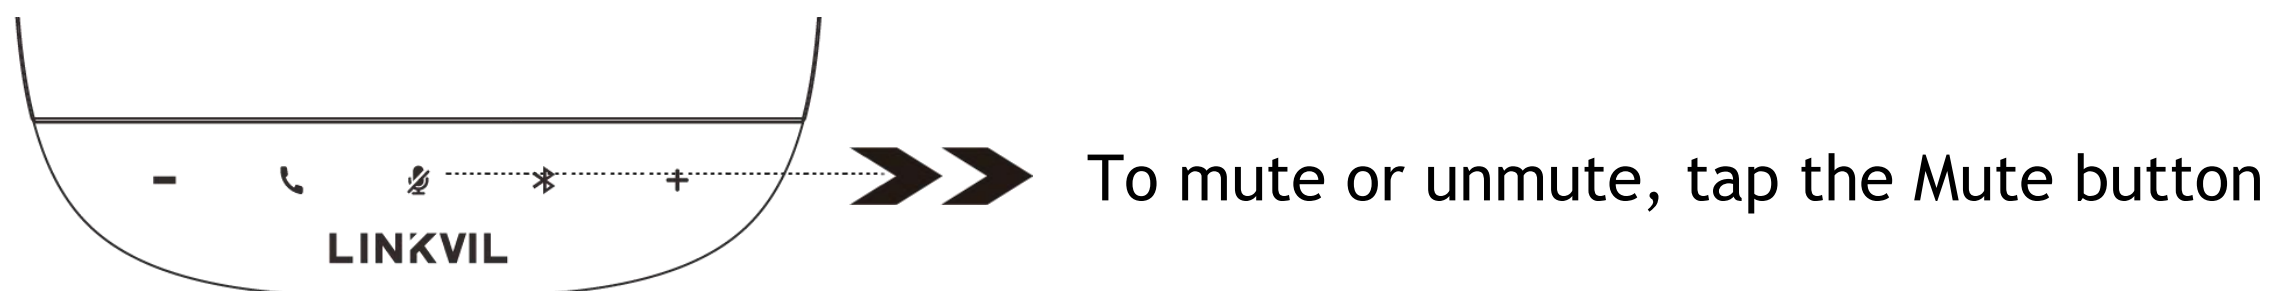 To mute or unmute, tap the Mute button
LINKVIL